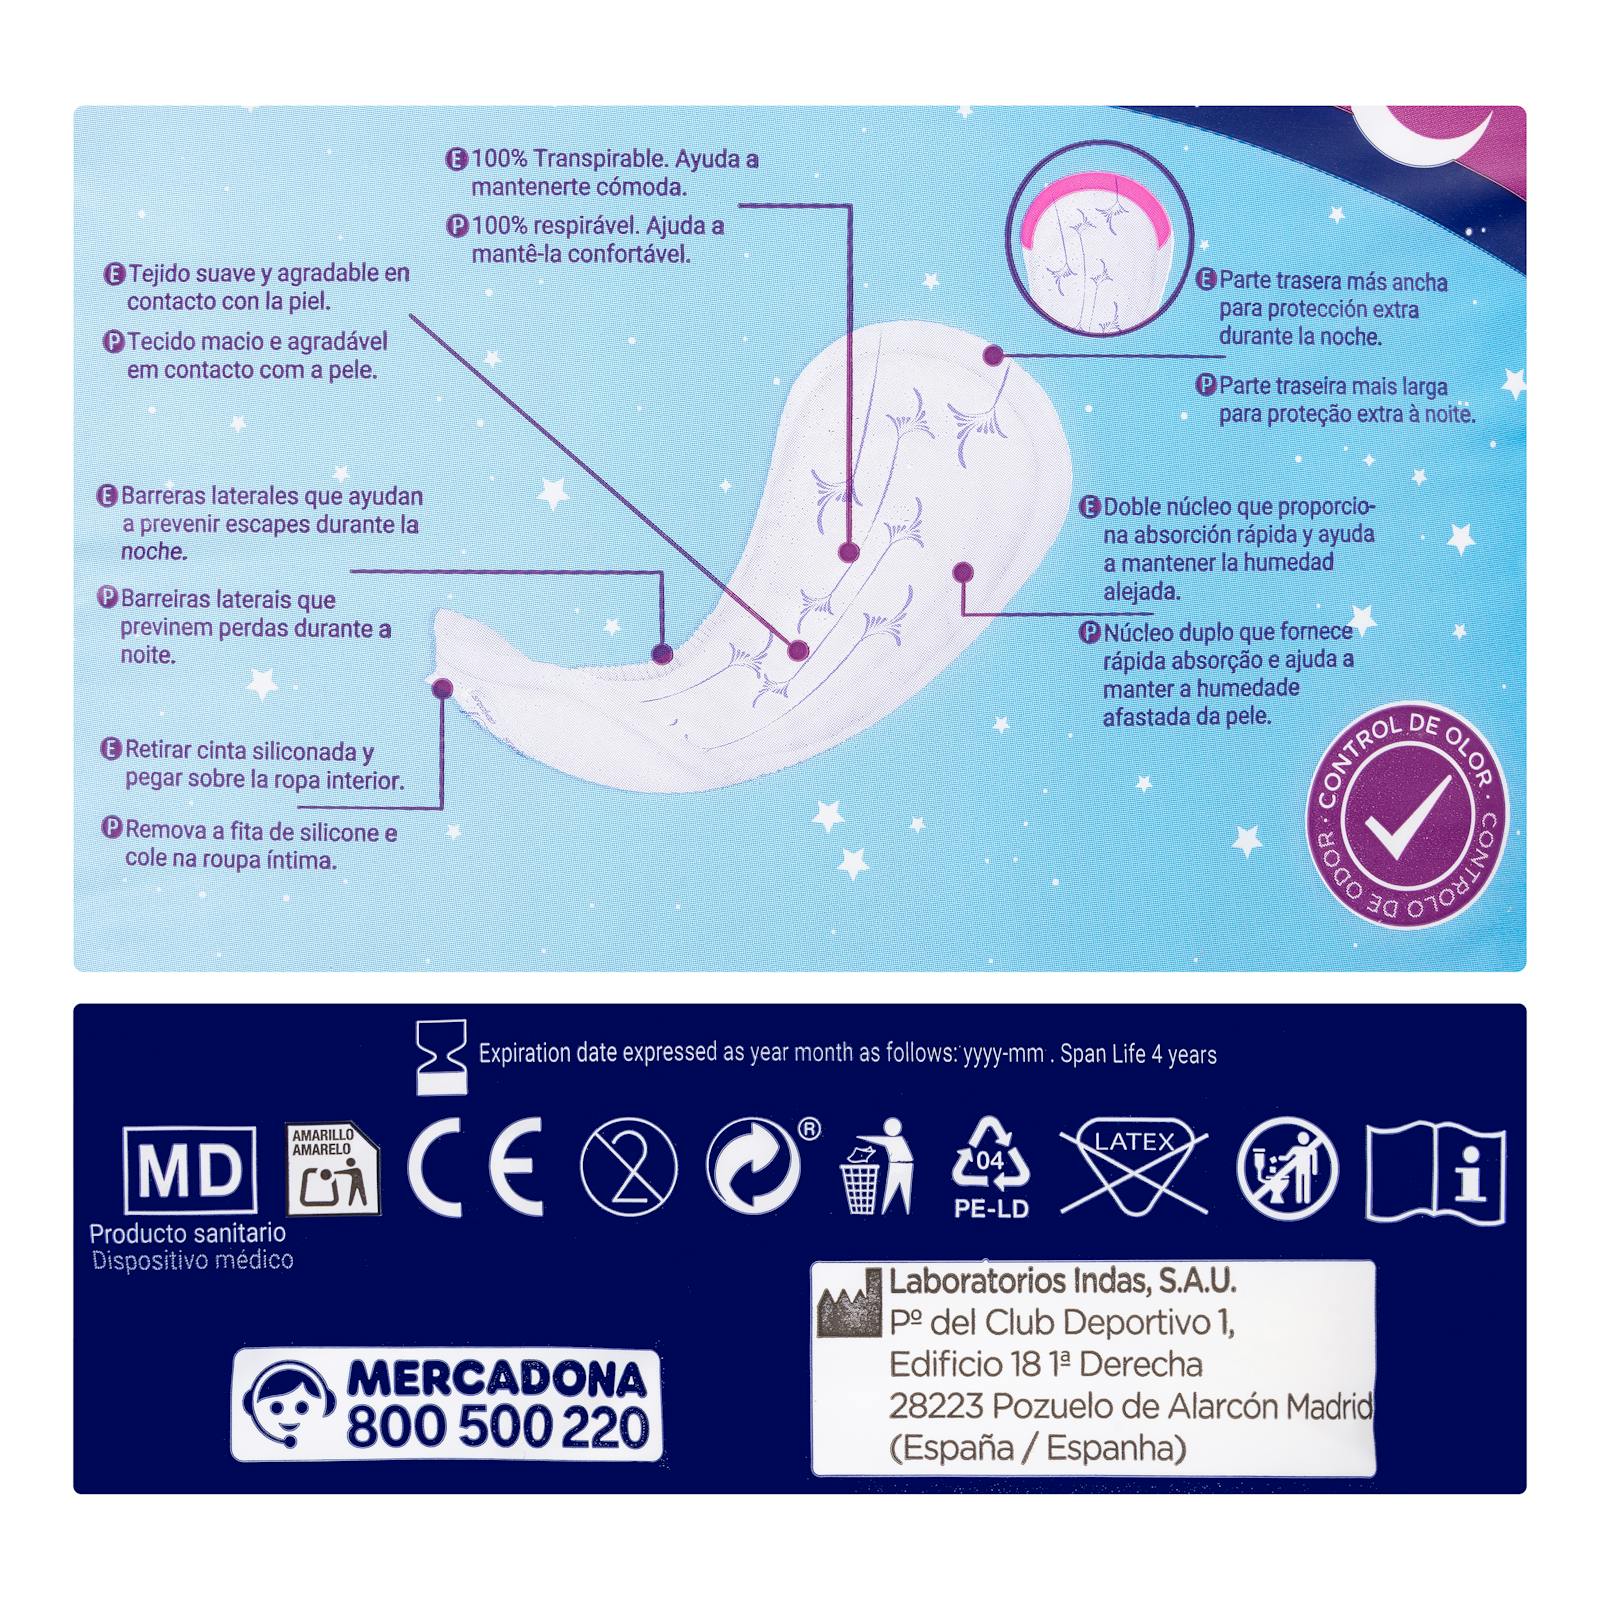 E 100% Transpirable. Ayuda a
mantenerte cómoda.
P 100% respirável. Ajuda a
mantê-la confortável.
E Tejido suave y agradable en
contacto con la piel.
P Tecido macio e agradável
em contacto com a pele.
E Parte trasera más ancha
para protección extra
durante la noche.
P Parte traseira mais larga
para proteção extra à noite.
E Barreras laterales que ayudan
a prevenir escapes durante la
noche.
P Barreiras laterais que
previnem perdas durante a
noite.
E Doble núcleo que proporcio-
na absorción rápida y ayuda
a mantener la humedad
alejada.
P Núcleo duplo que fornece
rápida absorção e ajuda a
manter a humedade
afastada da pele.
E Retirar cinta siliconada y
pegar sobre la ropa interior.
P Remova a fita de silicone e
cole na roupa íntima.
CONTROL DE OLOR · CONTROLO DE ODOR ·
Expiration date expressed as year month as follows: yyyy-mm . Span Life 4 years
MD
Producto sanitario
Dispositivo médico
AMARILLO
AMARELO
CE
2
®
04
PE-LD
LATEX
i
Laboratorios Indas, S.A.U.
Pº del Club Deportivo 1,
Edificio 18 1ª Derecha
28223 Pozuelo de Alarcón Madrid
(España / Espanha)
MERCADONA
800 500 220